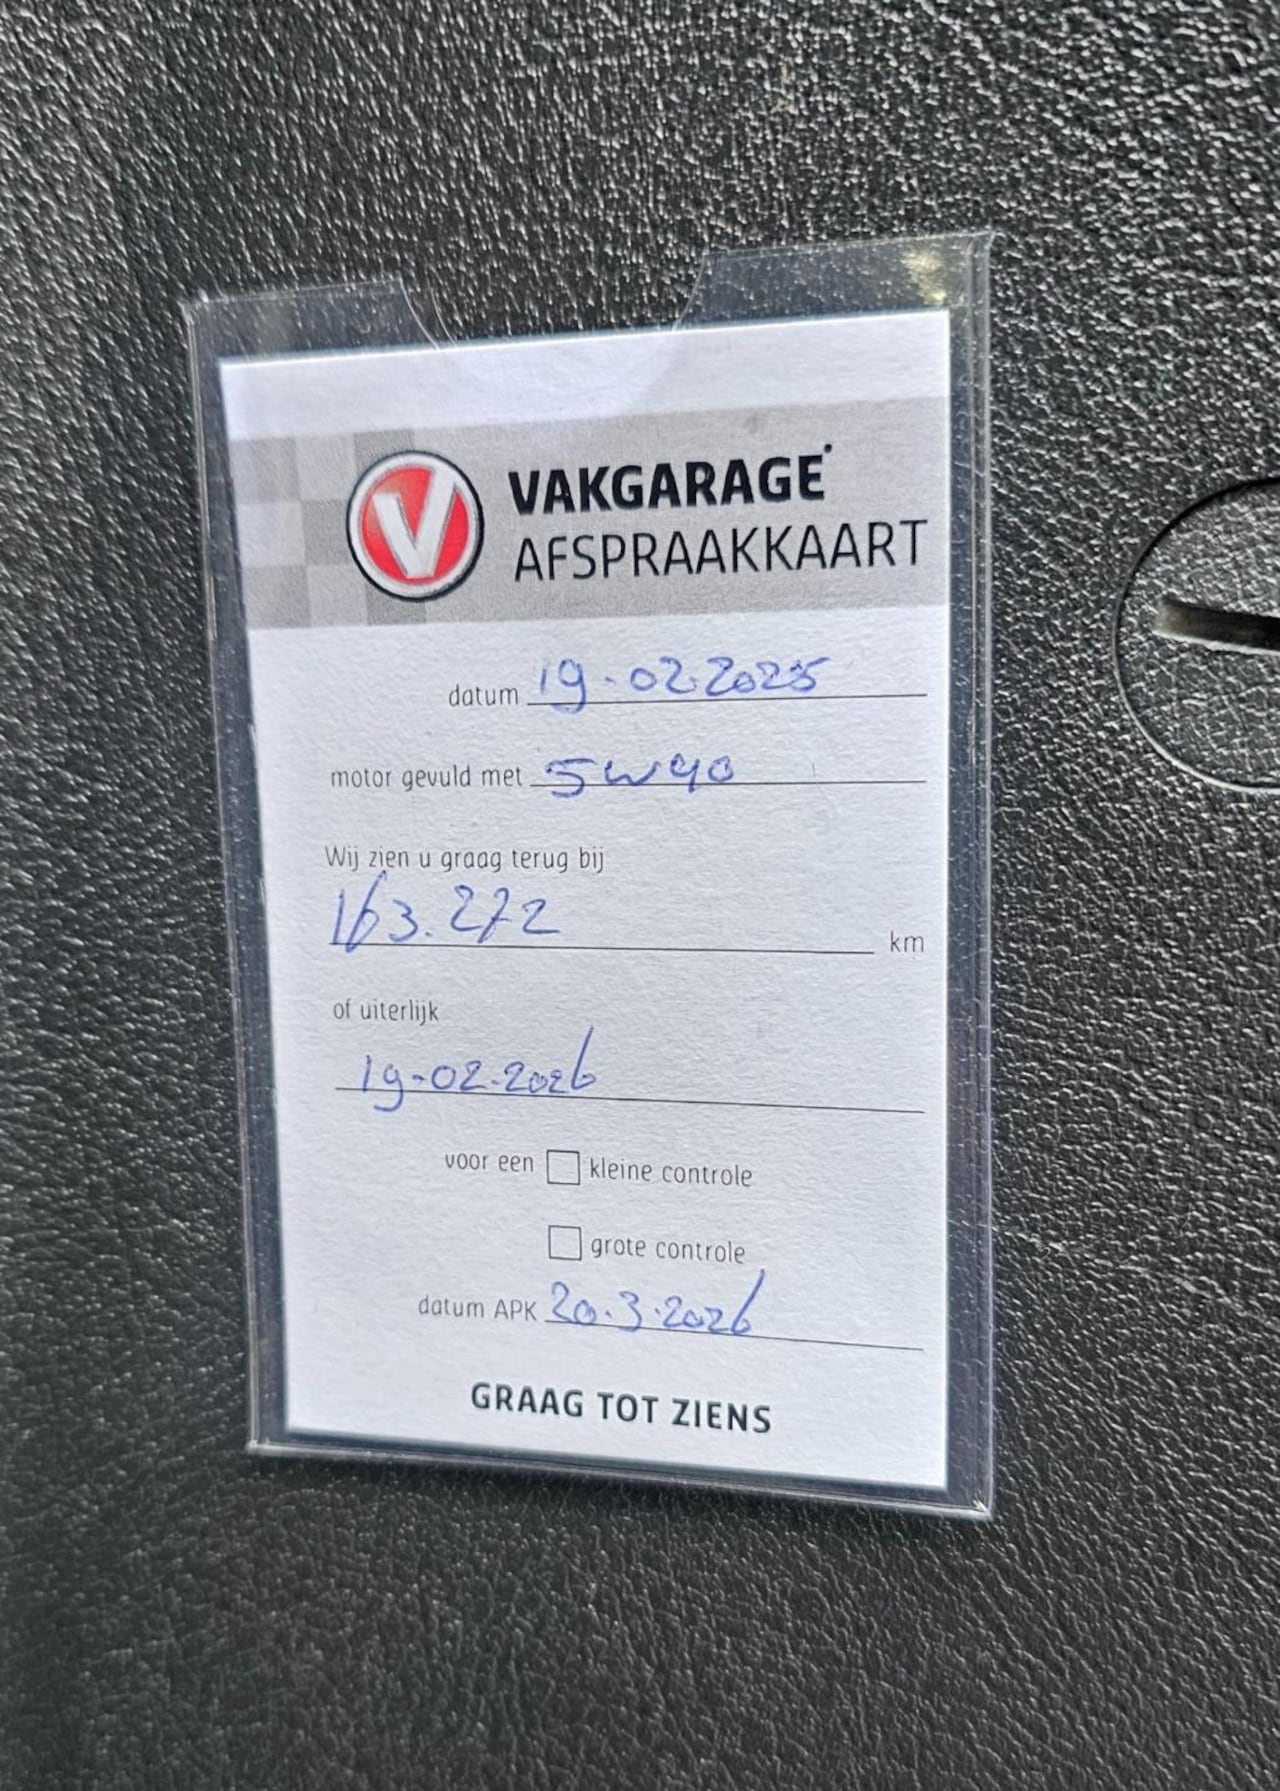 V VAKGARAGE
AFSPRAAKKAART
datum 19-02-2025
motor gevuld met 5W40
Wij zien u graag terug bij
163.272 km
of uiterlijk
19-02-2026
voor een kleine controle
grote controle
datum APK 20.3.2026
GRAAG TOT ZIENS